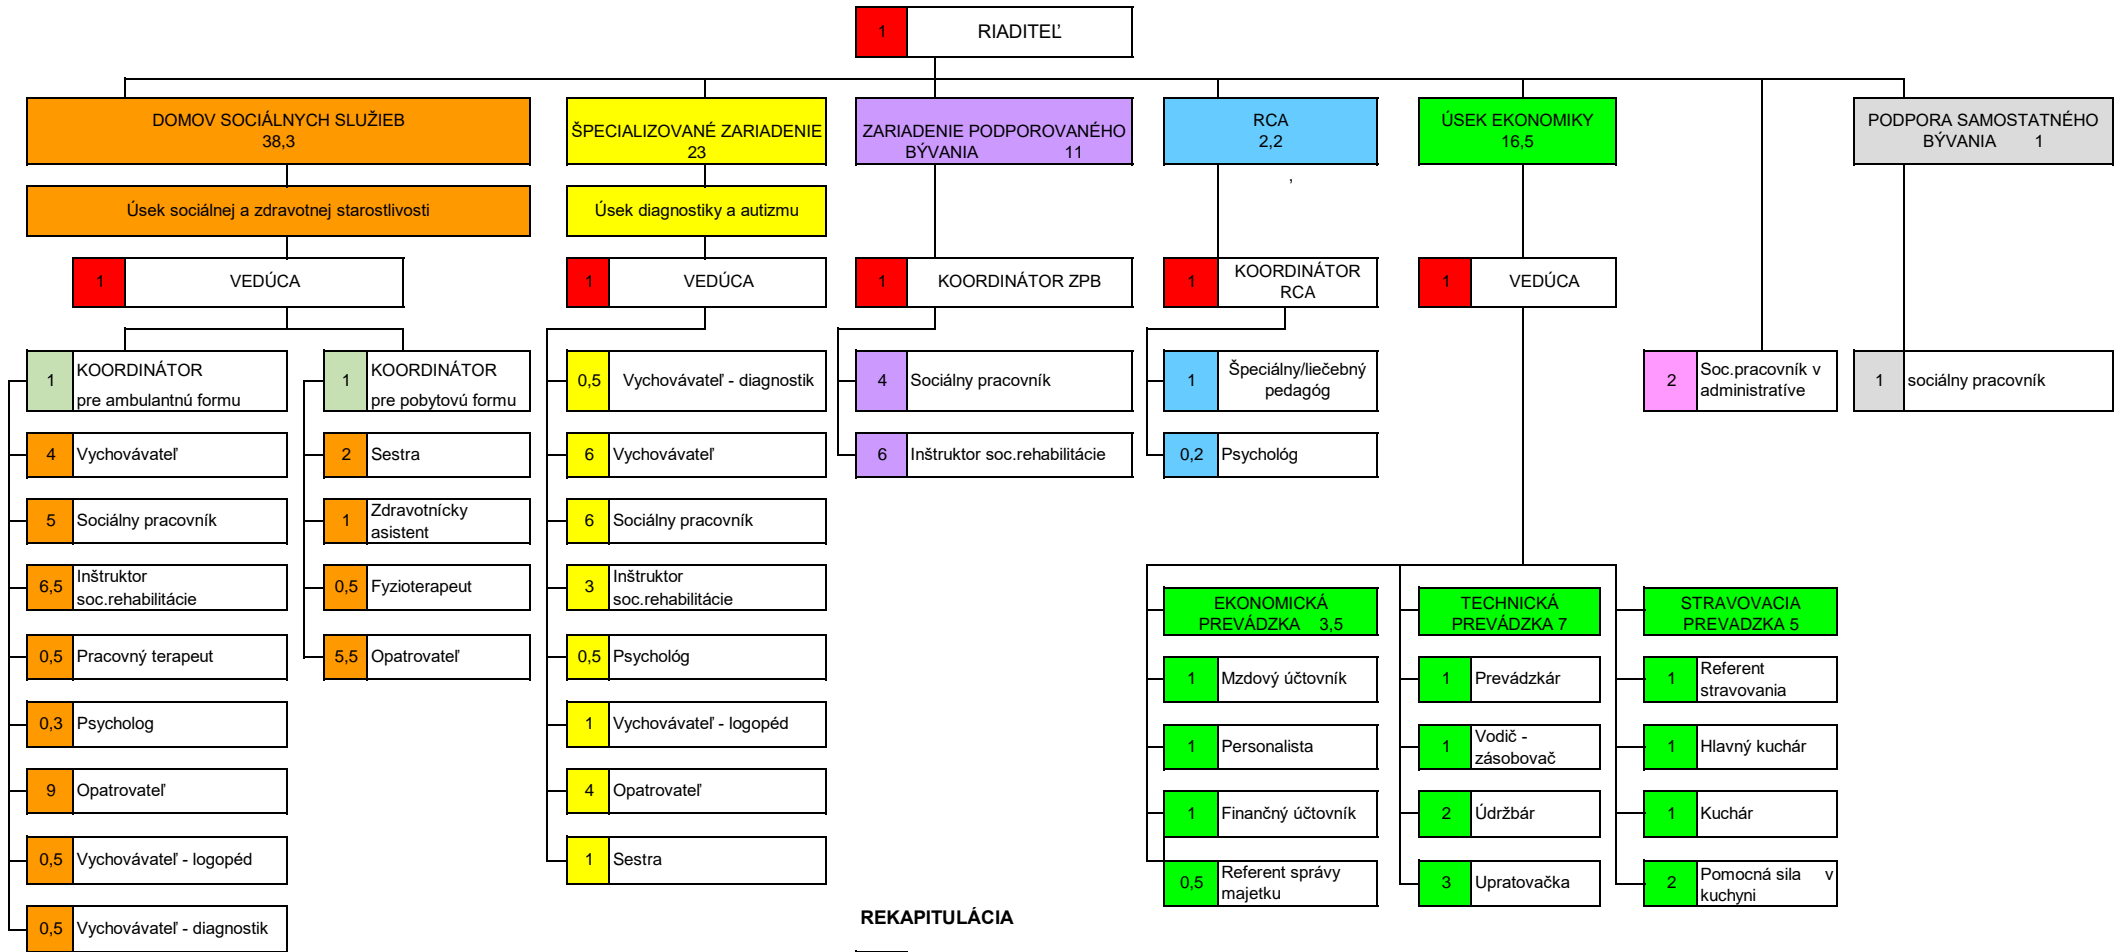 1 RIADITEĽ
DOMOV SOCIÁLNYCH SLUŽIEB
38,3
ŠPECIALIZOVANÉ ZARIADENIE
23
ZARIADENIE PODPOROVANÉHO
BÝVANIA 11
RCA
2,2
,
ÚSEK EKONOMIKY
16,5
PODPORA SAMOSTATNÉHO
BÝVANIA 1
Úsek sociálnej a zdravotnej starostlivosti
Úsek diagnostiky a autizmu
1 VEDÚCA
1 VEDÚCA
1 KOORDINÁTOR ZPB
1 KOORDINÁTOR
RCA
1 VEDÚCA
1 KOORDINÁTOR
pre ambulantnú formu
4 Vychovávateľ
5 Sociálny pracovník
6,5 Inštruktor
soc.rehabilitácie
0,5 Pracovný terapeut
0,3 Psycholog
9 Opatrovateľ
0,5 Vychovávateľ - logopéd
0,5 Vychovávateľ - diagnostik
1 KOORDINÁTOR
pre pobytovú formu
2 Sestra
1 Zdravotnícky
asistent
0,5 Fyzioterapeut
5,5 Opatrovateľ
0,5 Vychovávateľ - diagnostik
6 Vychovávateľ
6 Sociálny pracovník
3 Inštruktor
soc.rehabilitácie
0,5 Psychológ
1 Vychovávateľ - logopéd
4 Opatrovateľ
1 Sestra
4 Sociálny pracovník
6 Inštruktor soc.rehabilitácie
1 Špeciálny/liečebný
pedagóg
0,2 Psychológ
2 Soc.pracovník v
administratíve
1 sociálny pracovník
EKONOMICKÁ
PREVÁDZKA 3,5
1 Mzdový účtovník
1 Personalista
1 Finančný účtovník
0,5 Referent správy
majetku
TECHNICKÁ
PREVÁDZKA 7
1 Prevádzkár
1 Vodič -
zásobovač
2 Údržbár
3 Upratovačka
STRAVOVACIA
PREVADZKA 5
1 Referent
stravovania
1 Hlavný kuchár
1 Kuchár
2 Pomocná sila v
kuchyni
REKAPITULÁCIA